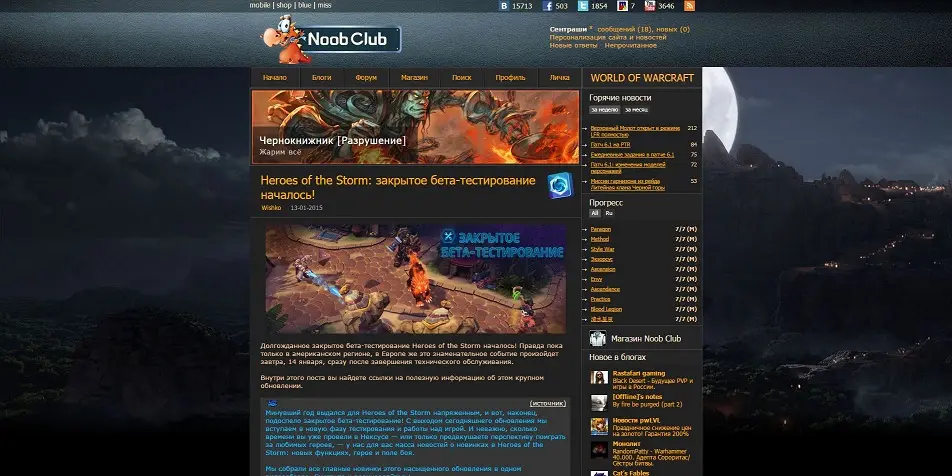 mobile | shop | blue | miss
15713 503 1854 7 3646
Noob Club
Сентраши * сообщений (18), новых (0)
Персонализация сайта и новостей
Новые ответы Непрочитанное
Начало Блоги Форум Магазин Поиск Профиль Личка
Чернокнижник [Разрушение]
Жарим все
Heroes of the Storm: закрытое бета-тестирование
началось!
Wishko 13-01-2015
ЗАКРЫТОЕ
БЕТА-ТЕСТИРОВАНИЕ
Долгожданное закрытое бета-тестирование Heroes of the Storm началось! Правда пока
только в американском регионе, в Европе же это знаменательное событие произойдет
завтра, 14 января, сразу после завершения технического обслуживания.
Внутри этого поста вы найдете ссылки на полезную информацию об этом крупном
обновлении.
(источник)
Минувший год выдался для Heroes of the Storm напряженным, и вот, наконец,
подоспело закрытое бета-тестирование! С выходом сегодняшнего обновления мы
вступаем в новую фазу тестирования и работы над игрой. И неважно, сколько
времени вы уже провели в Нексусе — или только предвкушаете перспективу поиграть
за любимых героев, — у нас для вас масса новостей о новинках в Heroes of the
Storm: новых функциях, герое и поле боя.
Мы собрали все главные новинки этого насыщенного обновления в одном
WORLD OF WARCRAFT
Горячие новости
за неделю за месяц
Верховный Молот открыт в режиме 212
LFR полностью
Патч 6.1 на PTR 84
Ежедневные задания в патче 6.1 75
Патч 6.1: изменения моделей 72
персонажей
Миссии гарнизона из рейда 53
Литейная клана Черной горы
Прогресс
All Ru
Paragon 7/7 (M)
Method 7/7 (M)
Style War 7/7 (M)
Экзорсус 7/7 (M)
Ascension 7/7 (M)
Envy 7/7 (M)
Ascendance 7/7 (M)
Practice 7/7 (M)
Blood Legion 7/7 (M)
7/7 (M)
Магазин Noob Club
Новое в блогах
Rastafari gaming
Black Desert - Будущее PVP и
игры в России.
[Offline]'s notes
By fire be purged (part 2)
Новости pwLVL
Праздничное снижение цен
на золото! Гарантия 200%
Монолит
RandomPatty - Warhammer
40.000. Адепта Сороритас/
Сёстры битвы.
Cat's Fables